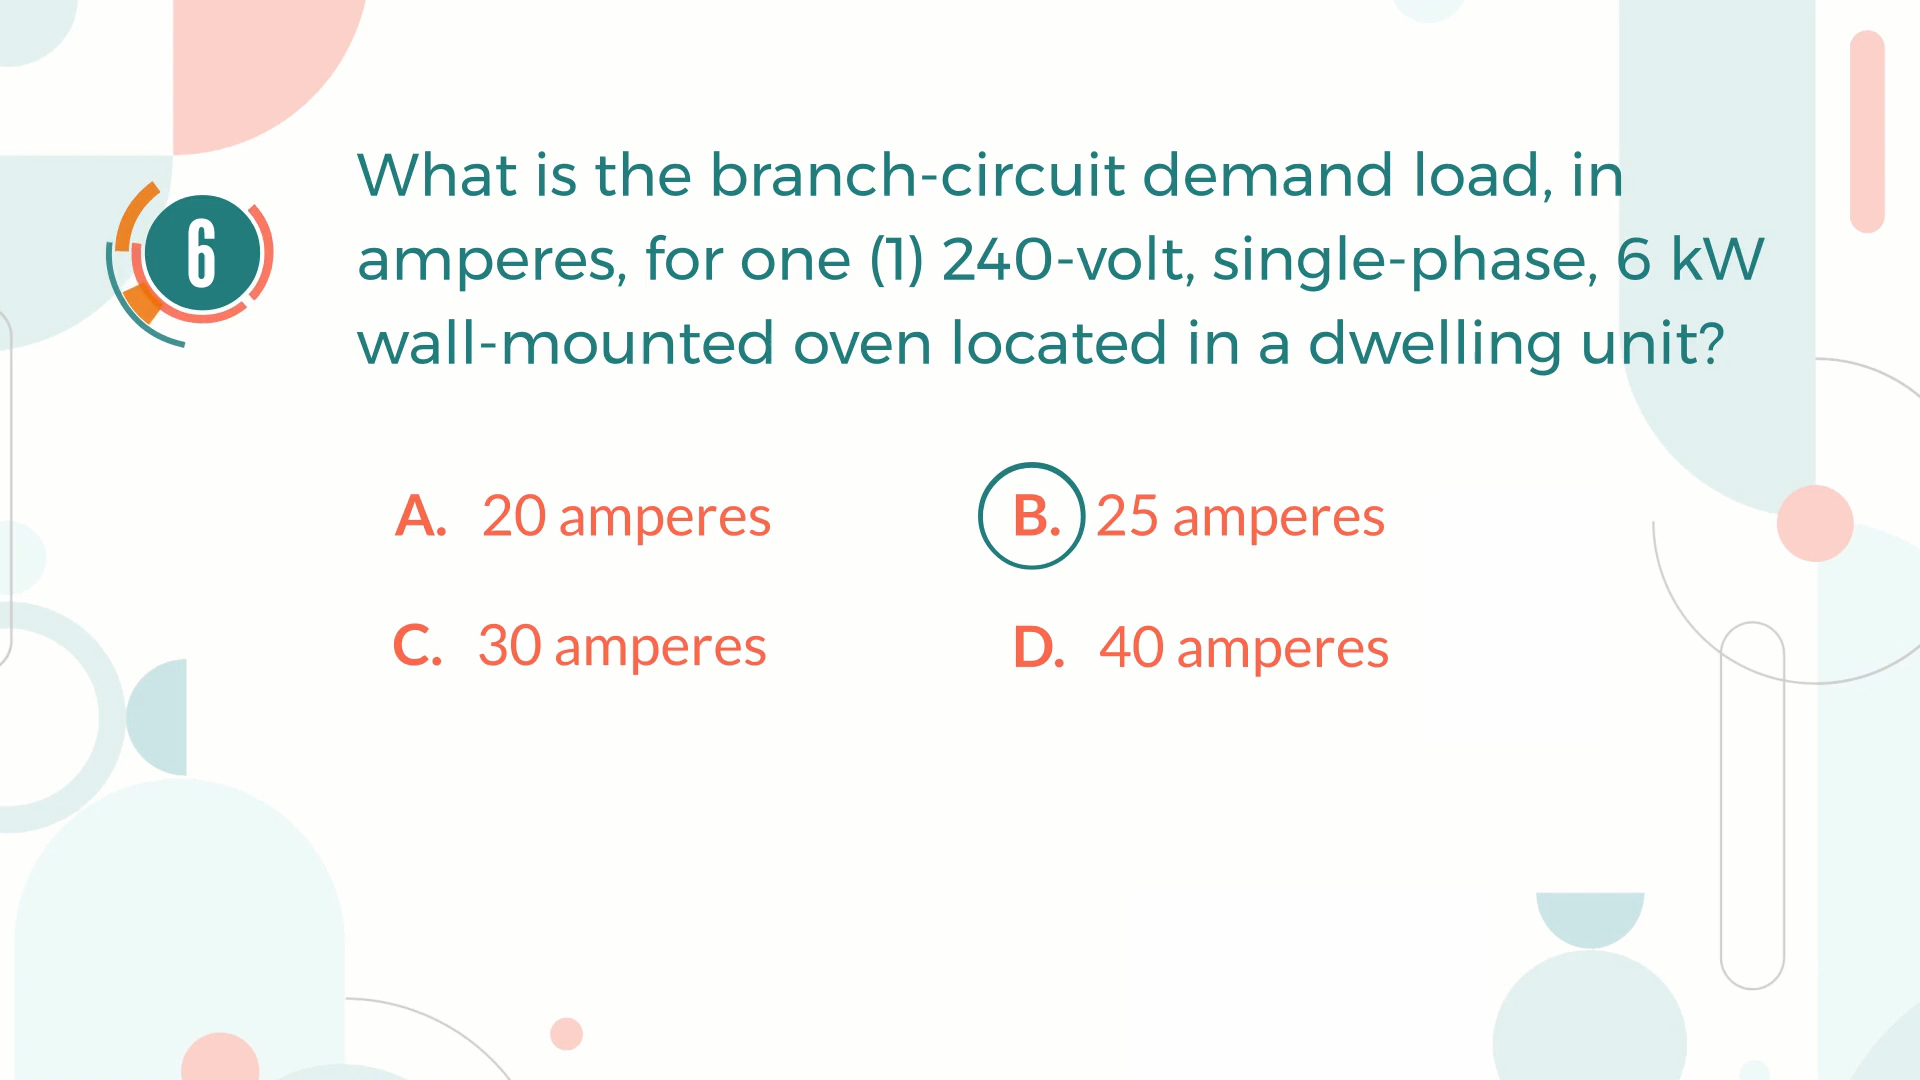 6
What is the branch-circuit demand load, in
amperes, for one (1) 240-volt, single-phase, 6 kW
wall-mounted oven located in a dwelling unit?
A. 20 amperes
B. 25 amperes
C. 30 amperes
D. 40 amperes